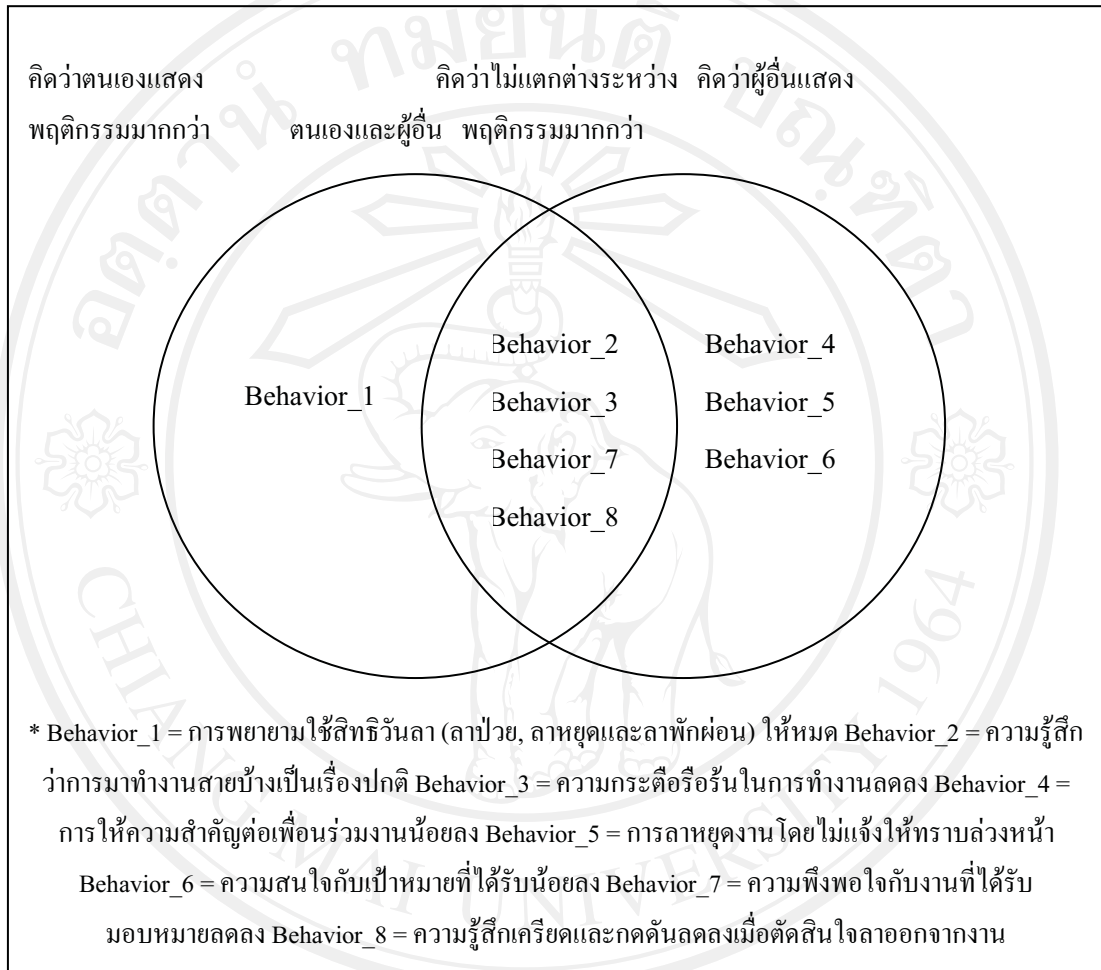 คิดว่าตนเองแสดง คิดว่าไม่แตกต่างระหว่าง คิดว่าผู้อื่นแสดง
พฤติกรรมมากกว่า ตนเองและผู้อื่น พฤติกรรมมากกว่า
Behavior_2 Behavior_4
Behavior_1 Behavior_3 Behavior_5
Behavior_7 Behavior_6
Behavior_8
* Behavior_1 = การพยายามใช้สิทธิวันลา (ลาป่วย, ลาหยุดและลาพักผ่อน) ให้หมด Behavior_2 = ความรู้สึก
ว่าการมาทำงานสายบ้างเป็นเรื่องปกติ Behavior_3 = ความกระตือรือร้นในการทำงานลดลง Behavior_4 =
การให้ความสำคัญต่อเพื่อนร่วมงานน้อยลง Behavior_5 = การลาหยุดงานโดยไม่แจ้งให้ทราบล่วงหน้า
Behavior_6 = ความสนใจกับเป้าหมายที่ได้รับน้อยลง Behavior_7 = ความพึงพอใจกับงานที่ได้รับ
มอบหมายลดลง Behavior_8 = ความรู้สึกเครียดและกดดันลดลงเมื่อตัดสินใจลาออกจากงาน
อตฺตานํ ทมยนฺติ ปณฺฑิตา
CHIANG MAI UNIVERSITY 1964